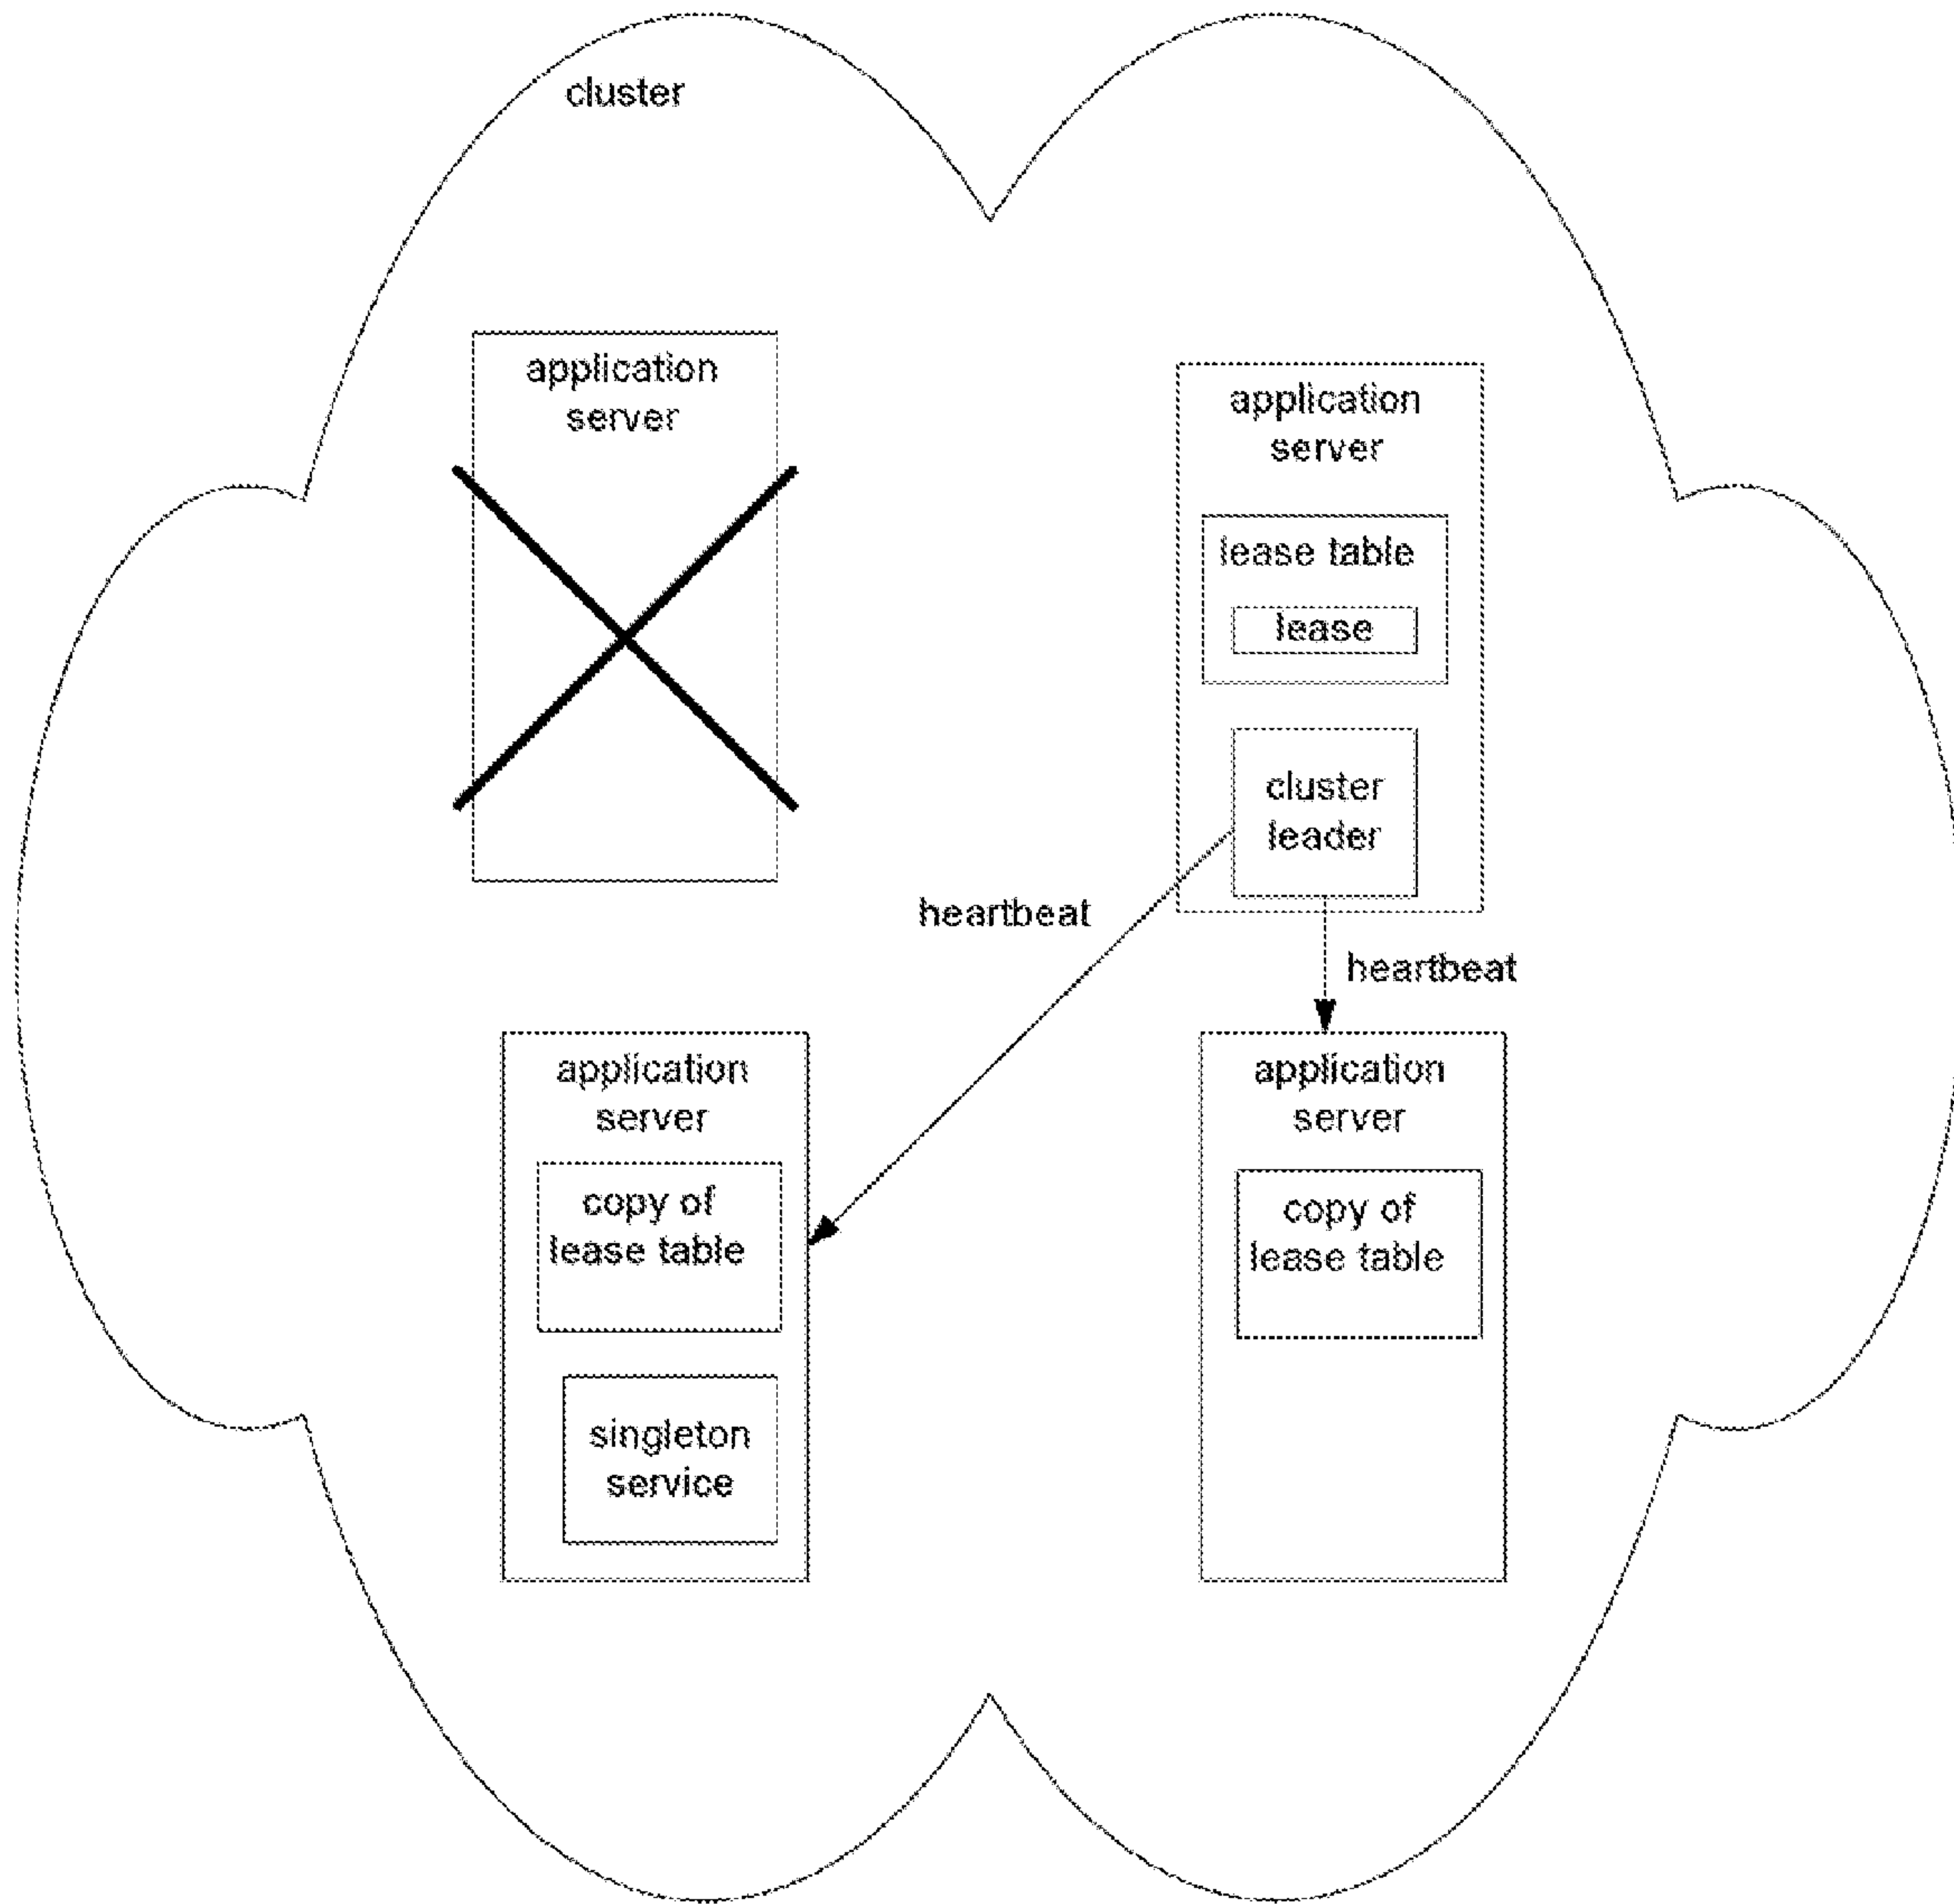 cluster
application
server
application
server
lease table
lease
cluster
leader
heartbeat
heartbeat
application
server
copy of
lease table
singleton
service
application
server
copy of
lease table